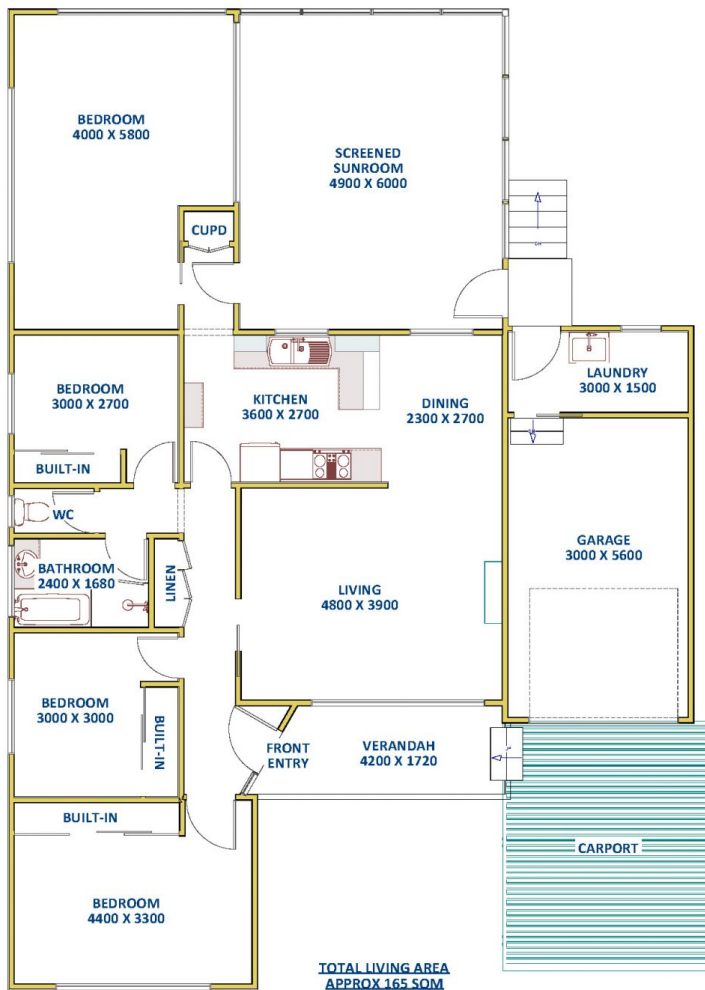 BEDROOM
4000 X 5800
SCREENED
SUNROOM
4900 X 6000
CUPD
BEDROOM
3000 X 2700
BUILT-IN
KITCHEN
3600 X 2700
DINING
2300 X 2700
LAUNDRY
3000 X 1500
WC
BATHROOM
2400 X 1680
LINEN
LIVING
4800 X 3900
GARAGE
3000 X 5600
BEDROOM
3000 X 3000
BUILT-IN
FRONT
ENTRY
VERANDAH
4200 X 1720
BUILT-IN
CARPORT
BEDROOM
4400 X 3300
TOTAL LIVING AREA
APPROX 165 SQM